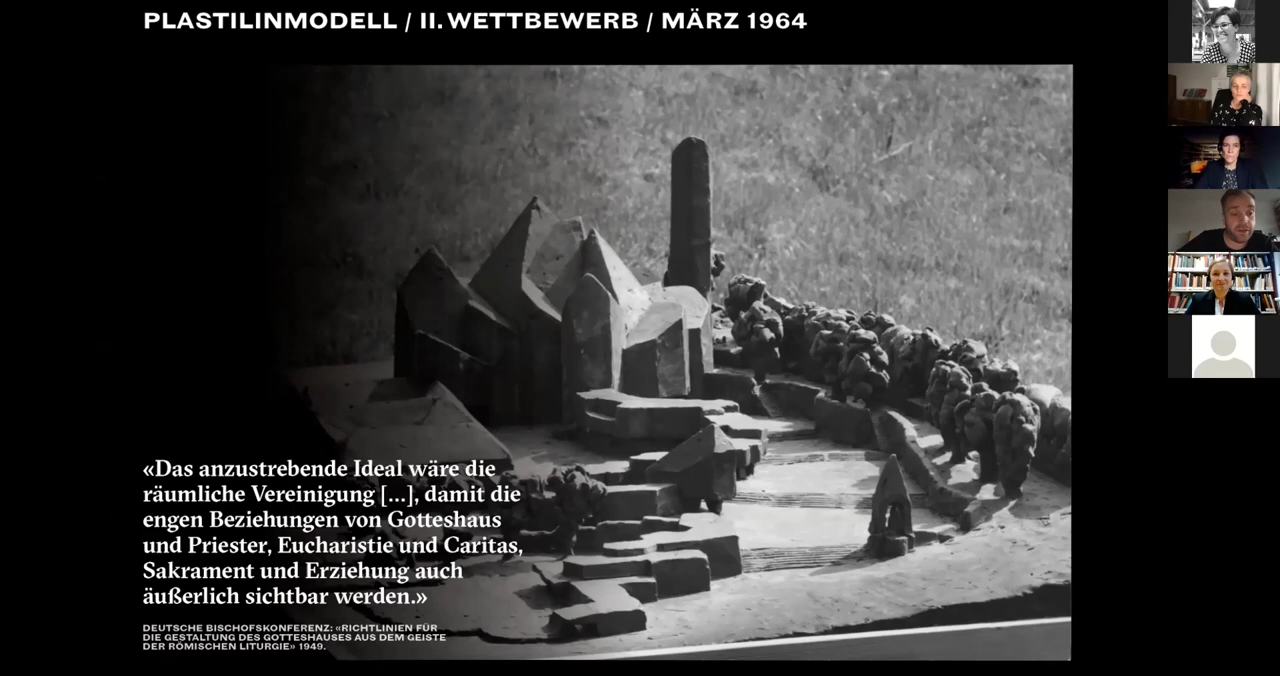 PLASTILINMODELL / II. WETTBEWERB / MÄRZ 1964
«Das anzustrebende Ideal wäre die
räumliche Vereinigung [...], damit die
engen Beziehungen von Gotteshaus
und Priester, Eucharistie und Caritas,
Sakrament und Erziehung auch
äußerlich sichtbar werden.»
DEUTSCHE BISCHOFSKONFERENZ: «RICHTLINIEN FÜR
DIE GESTALTUNG DES GOTTESHAUSES AUS DEM GEISTE
DER RÖMISCHEN LITURGIE» 1949.